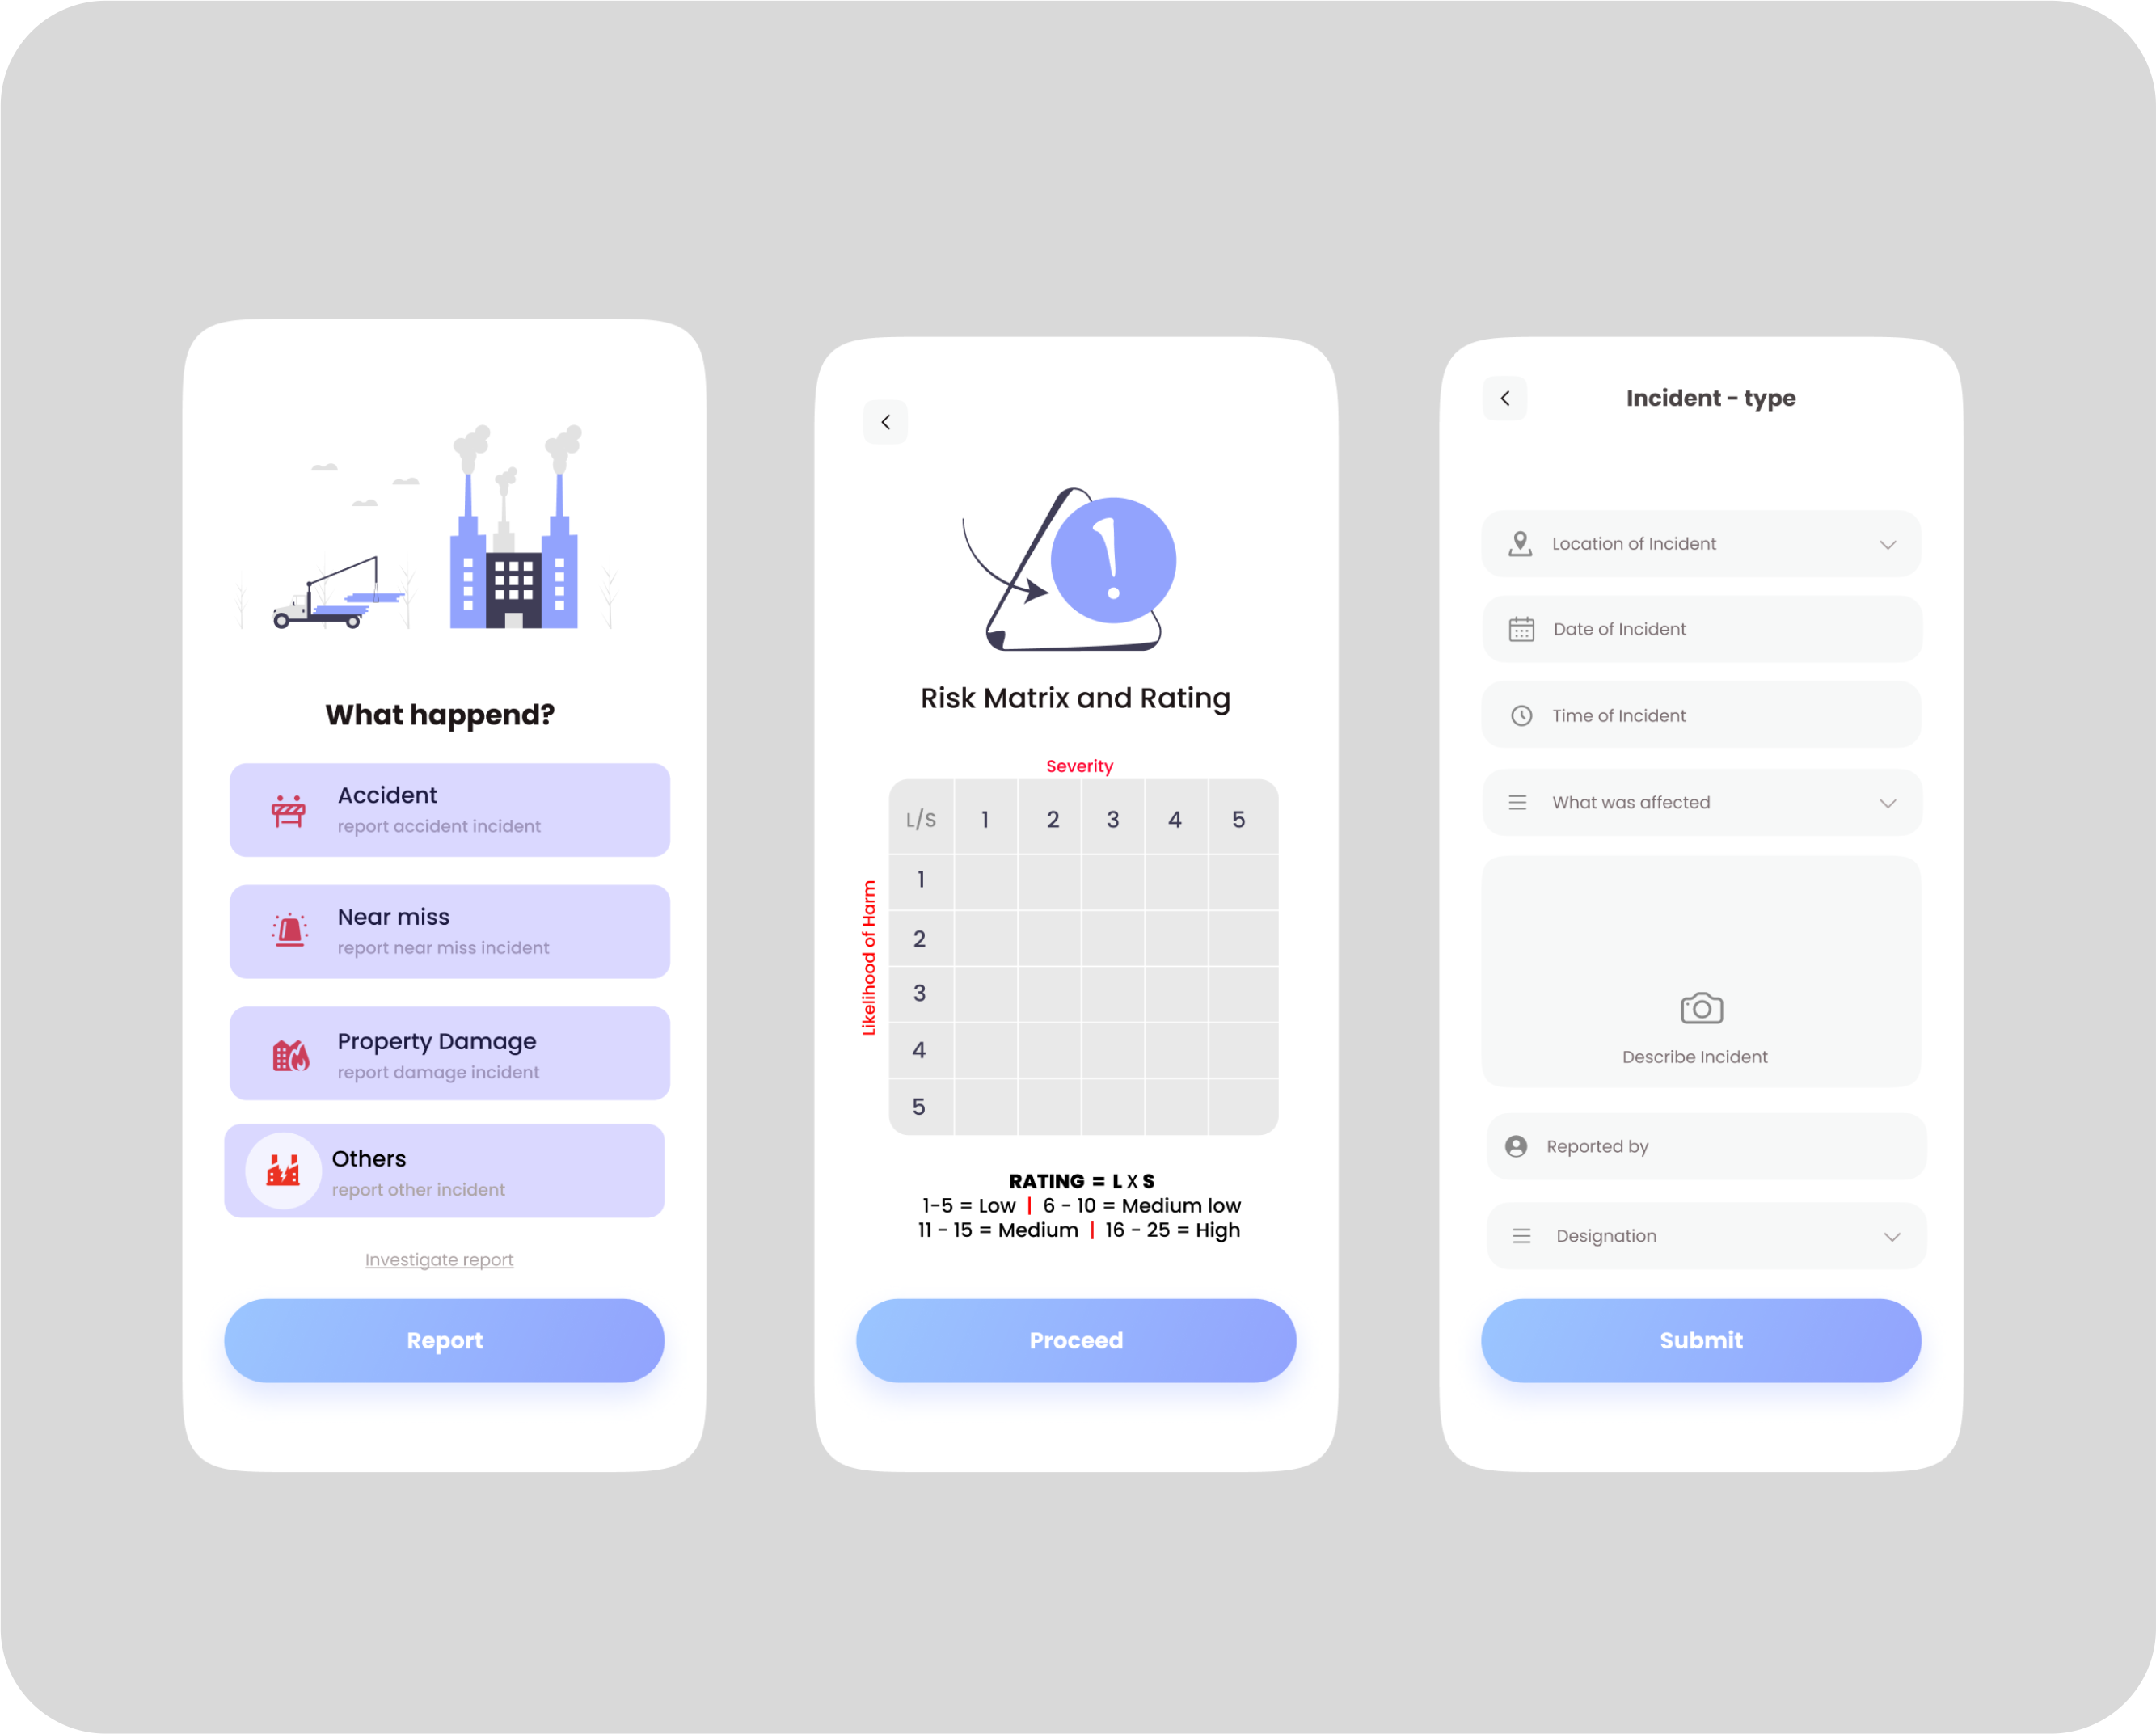 What happend?
Accident
report accident incident
Near miss
report near miss incident
Property Damage
report damage incident
Others
report other incident
Investigate report
Report
Risk Matrix and Rating
Severity
Likelihood of Harm
L/S 1 2 3 4 5
1
2
3
4
5
RATING = L X S
1-5 = Low | 6 - 10 = Medium low
11 - 15 = Medium | 16 - 25 = High
Proceed
Incident - type
Location of Incident
Date of Incident
Time of Incident
What was affected
Describe Incident
Reported by
Designation
Submit